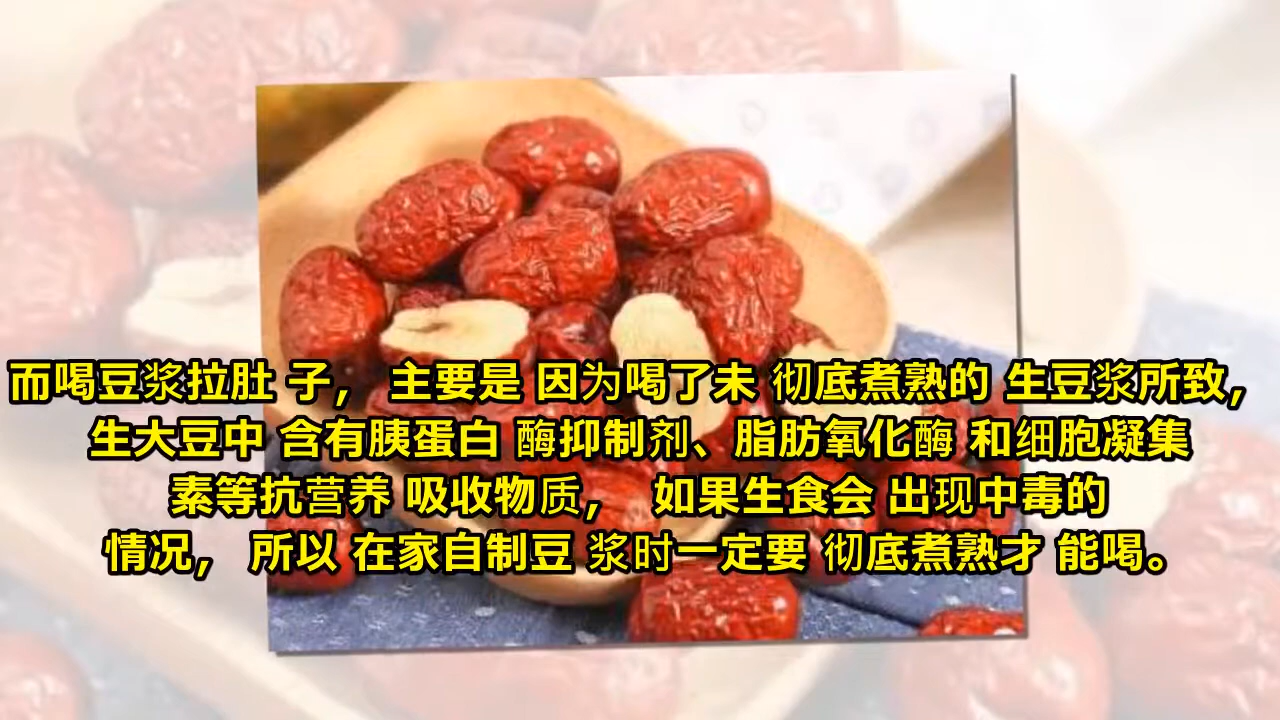 而喝豆浆拉肚 子， 主要是 因为喝了未 彻底煮熟的 生豆浆所致，
生大豆中 含有胰蛋白 酶抑制剂、脂肪氧化酶 和细胞凝集
素等抗营养 吸收物质， 如果生食会 出现中毒的
情况， 所以 在家自制豆 浆时一定要 彻底煮熟才 能喝。